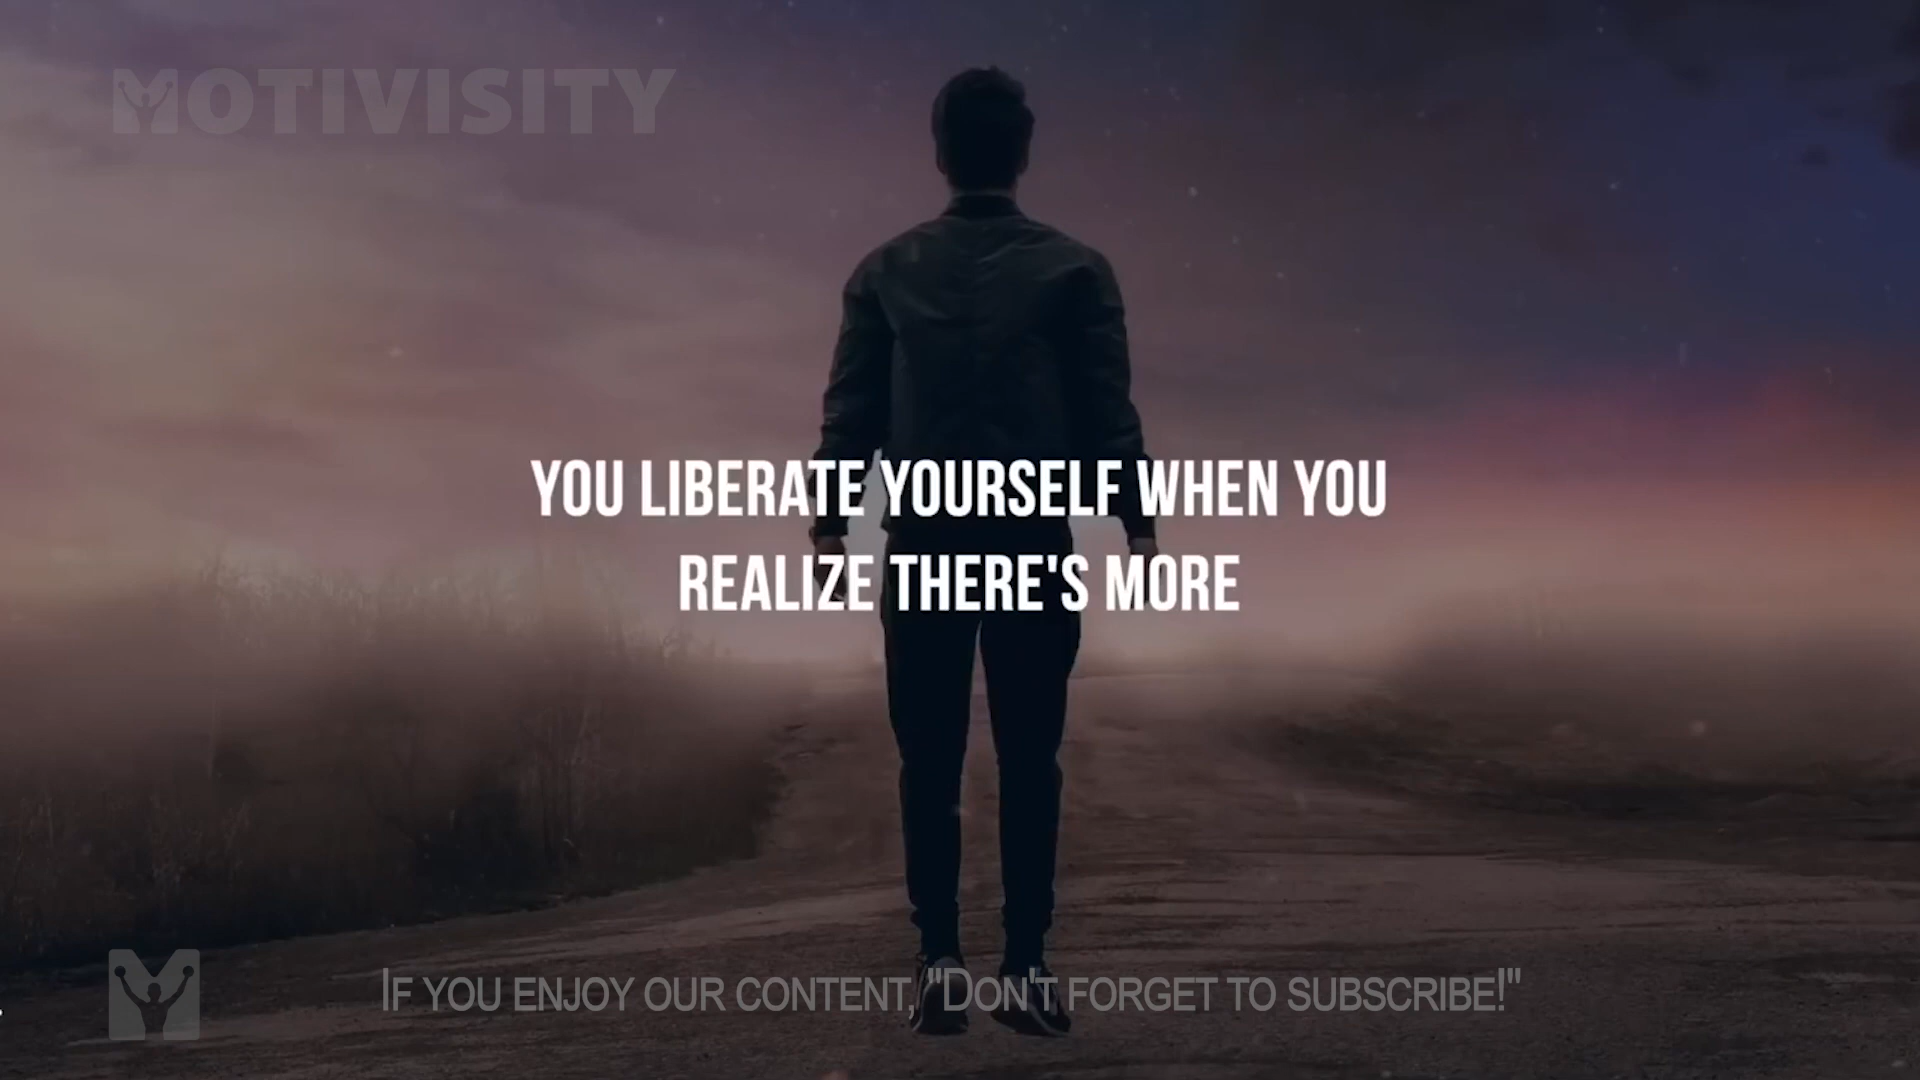 MOTIVISITY
YOU LIBERATE YOURSELF WHEN YOU
REALIZE THERE'S MORE
IF YOU ENJOY OUR CONTENT, "DON'T FORGET TO SUBSCRIBE!"